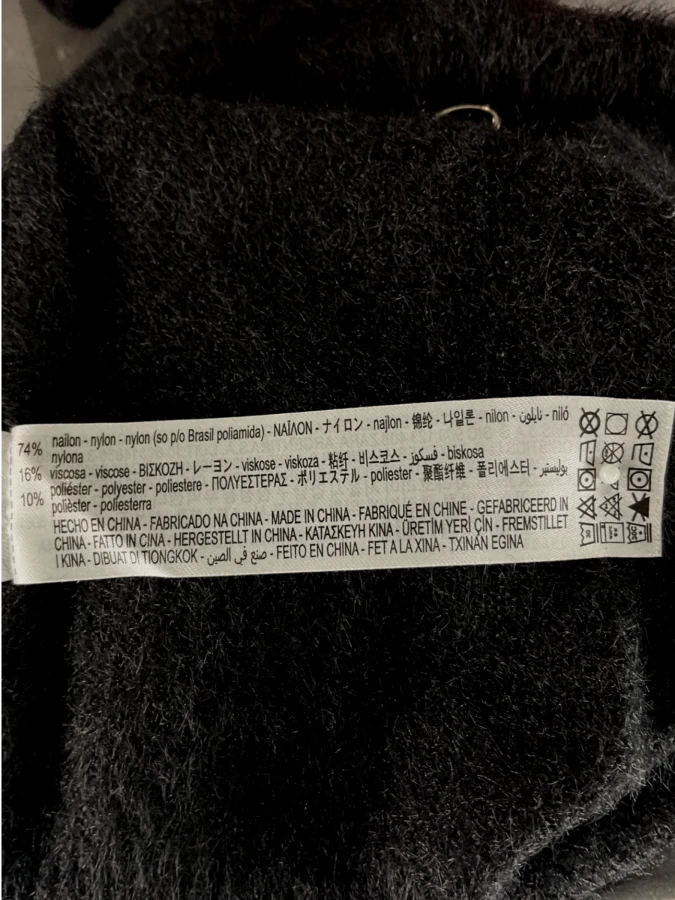 74% nailon - nylon - nylon (so p/o Brasil poliamida) - ΝΑΪΛΟΝ - ナイロン - najlon - 锦纶 - 나일론 - nilon - نايلون - niló
nylona
16% viscosa - viscose - ΒΙΣΚΟΖΗ - レーヨン - viskose - viskoza - 粘纤 - 비스코스 - فسكوز - biskosa
10% poliéster - polyester - poliestere - ΠΟΛΥΕΣΤΕΡΑΣ - ポリエステル - poliester - 聚酯纤维 - 폴리에스터 - بوليستير
polièster - poliesterra
HECHO EN CHINA - FABRICADO NA CHINA - MADE IN CHINA - FABRIQUÉ EN CHINE - GEFABRICEERD IN
CHINA - FATTO IN CINA - HERGESTELLT IN CHINA - ΚΑΤΑΣΚΕΥΗ ΚΙΝΑ - ÜRETİM YERİ ÇİN - FREMSTILLET
I KINA - DIBUAT DI TIONGKOK - صنع في الصين - FEITO EN CHINA - FET A LA XINA - TXINAN EGINA